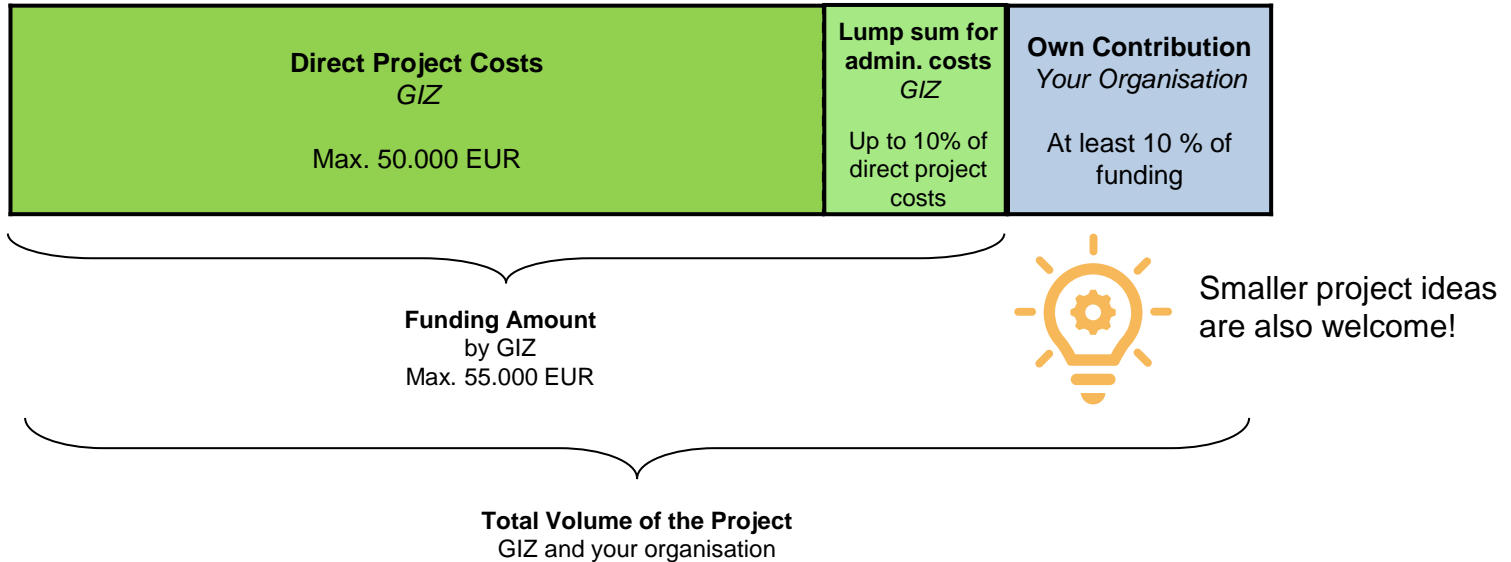 Direct Project Costs
GIZ
Max. 50.000 EUR
Lump sum for
admin. costs
GIZ
Up to 10% of
direct project
costs
Own Contribution
Your Organisation
At least 10 % of
funding
Funding Amount
by GIZ
Max. 55.000 EUR
Smaller project ideas
are also welcome!
Total Volume of the Project
GIZ and your organisation